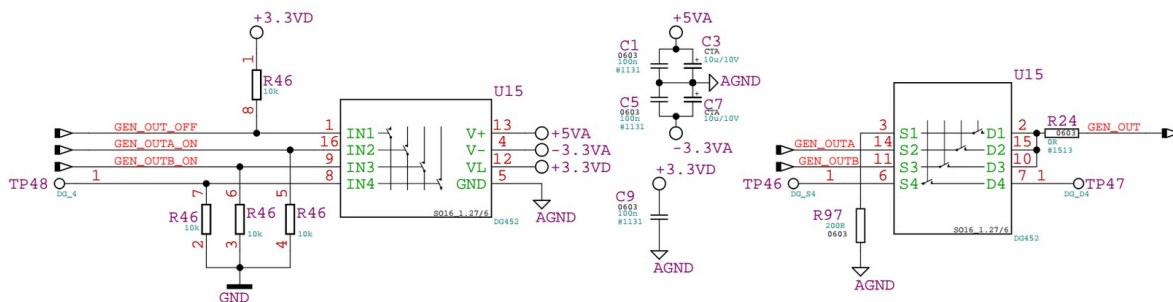 +3.3VD
1
R46
10k
8
GEN_OUT_OFF
GEN_OUTA_ON
GEN_OUTB_ON
TP48
DG_4
1
1
16
9
8
U15
IN1
IN2
IN3
IN4
V+
V-
VL
GND
13
4
12
5
+5VA
-3.3VA
+3.3VD
AGND
SO16_1.27/6
DG452
7
6
5
R46
10k
R46
10k
R46
10k
2
3
4
GND
+5VA
C1
0603
100n
#1131
C3
CTA
10u/10V
+
AGND
C5
0603
100n
#1131
C7
CTA
10u/10V
+
-3.3VA
+3.3VD
C9
0603
100n
#1131
AGND
U15
3
14
11
6
S1
S2
S3
S4
D1
D2
D3
D4
2
15
10
7
GEN_OUTA
GEN_OUTB
TP46
DG_S4
1
R97
200R
0603
AGND
R24
0603
0R
#1513
GEN_OUT
1
TP47
DG_D4
SO16_1.27/6
DG452